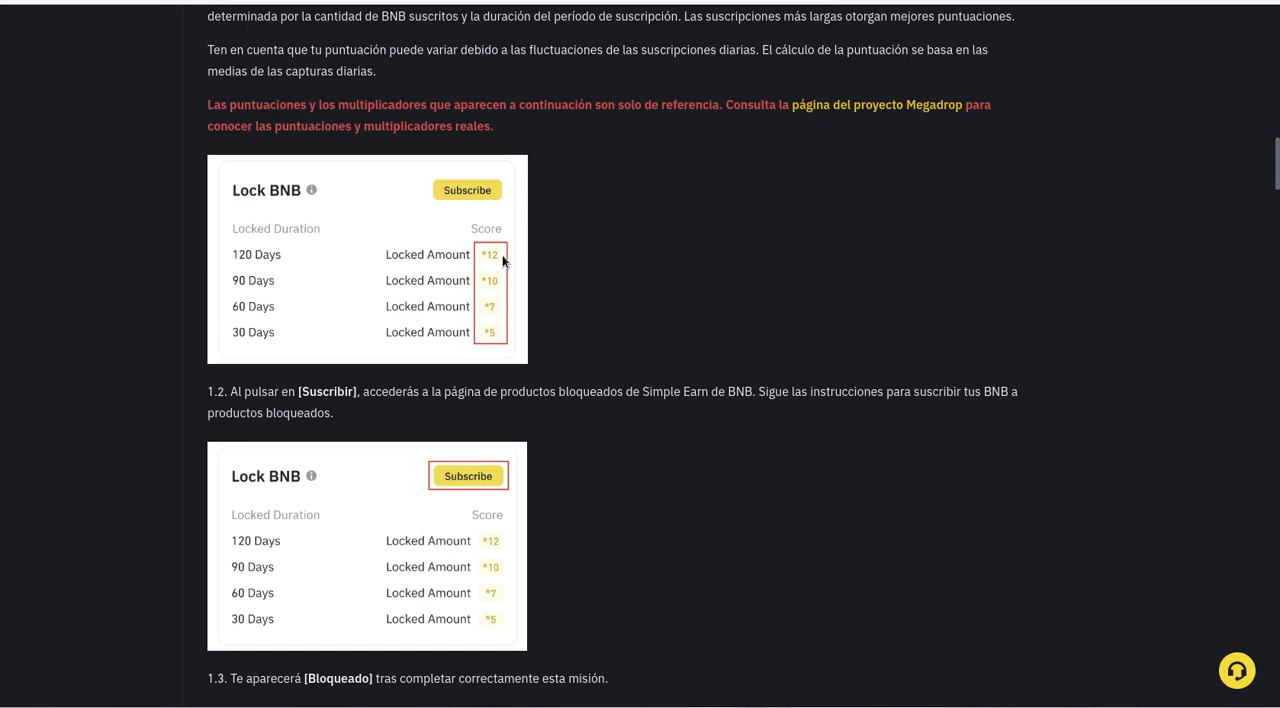 determinada por la cantidad de BNB suscritos y la duración del período de suscripción. Las suscripciones más largas otorgan mejores puntuaciones.
Ten en cuenta que tu puntuación puede variar debido a las fluctuaciones de las suscripciones diarias. El cálculo de la puntuación se basa en las
medias de las capturas diarias.
Las puntuaciones y los multiplicadores que aparecen a continuación son solo de referencia. Consulta la página del proyecto Megadrop para
conocer las puntuaciones y multiplicadores reales.
Lock BNB Subscribe
Locked Duration Score
120 Days Locked Amount *12
90 Days Locked Amount *10
60 Days Locked Amount *7
30 Days Locked Amount *5
1.2. Al pulsar en [Suscribir], accederás a la página de productos bloqueados de Simple Earn de BNB. Sigue las instrucciones para suscribir tus BNB a
productos bloqueados.
Lock BNB Subscribe
Locked Duration Score
120 Days Locked Amount *12
90 Days Locked Amount *10
60 Days Locked Amount *7
30 Days Locked Amount *5
1.3. Te aparecerá [Bloqueado] tras completar correctamente esta misión.